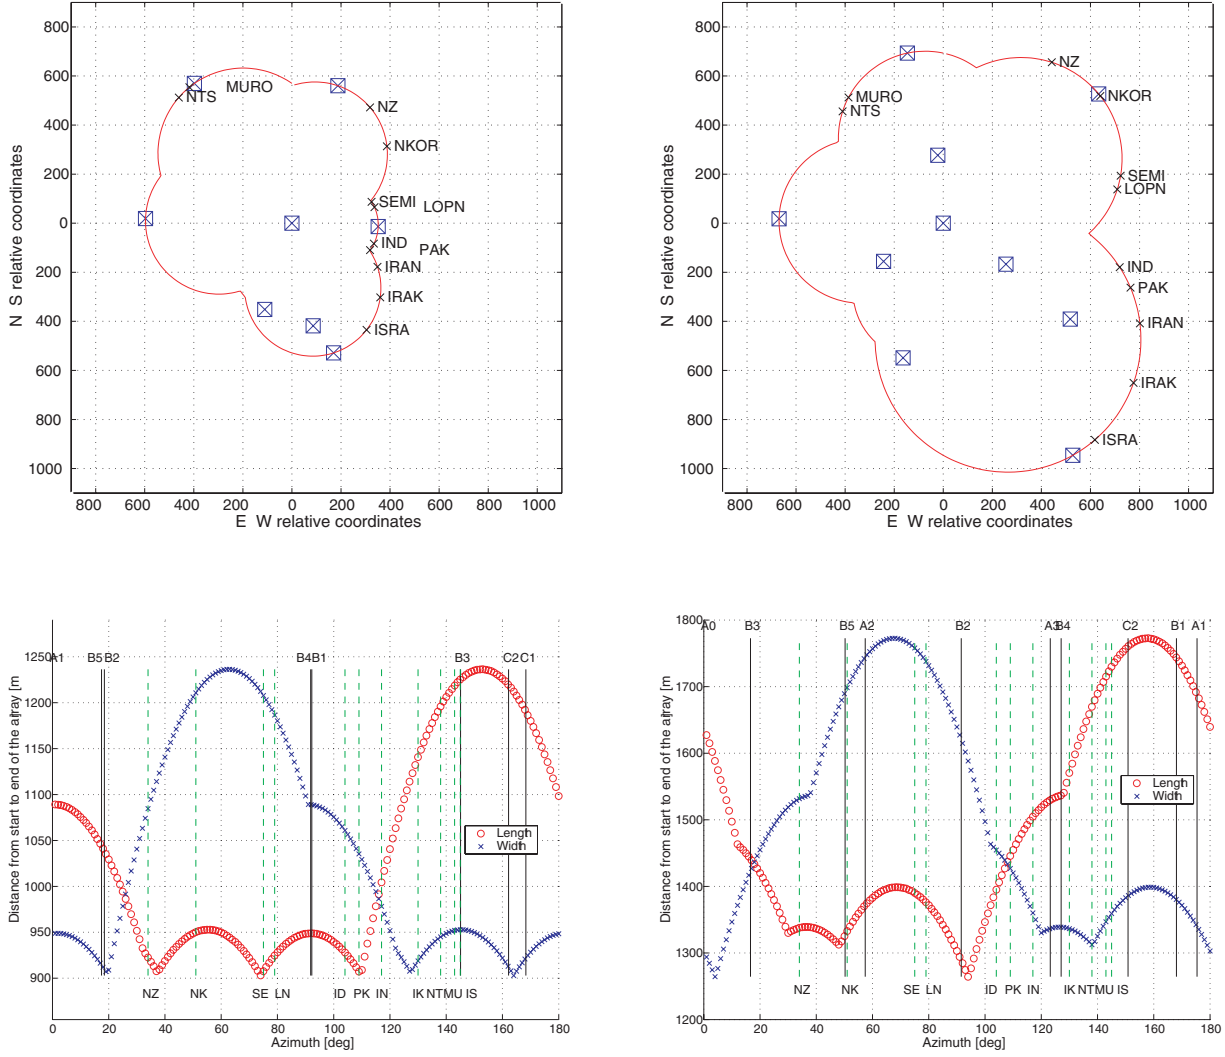 800
600
400
200
0
200
400
600
800
1000
N S relative coordinates
MURO
NTS
NZ
NKOR
SEMI
LOPN
IND
PAK
IRAN
IRAK
ISRA
800 600 400 200 0 200 400 600 800 1000
E W relative coordinates
800
600
400
200
0
200
400
600
800
1000
N S relative coordinates
NZ
MURO
NTS
NKOR
SEMI
LOPN
IND
PAK
IRAN
IRAK
ISRA
800 600 400 200 0 200 400 600 800 1000
E W relative coordinates
1250
1200
1150
1100
1050
1000
950
900
Distance from start to end of the array [m
A1 B5 B2 B4 B1 B3 C2 C1
Length
Width
NZ NK SE LN ID PK IN IK NT MU IS
0 20 40 60 80 100 120 140 160 180
Azimuth [deg]
1800
1700
1600
1500
1400
1300
1200
Distance from start to end of the array [m
A0 B3 B5 A2 B2 A3 B4 C2 B1 A1
Length
Width
NZ NK SE LN ID PK IN IK NT MU IS
0 20 40 60 80 100 120 140 160 180
Azimuth [deg]